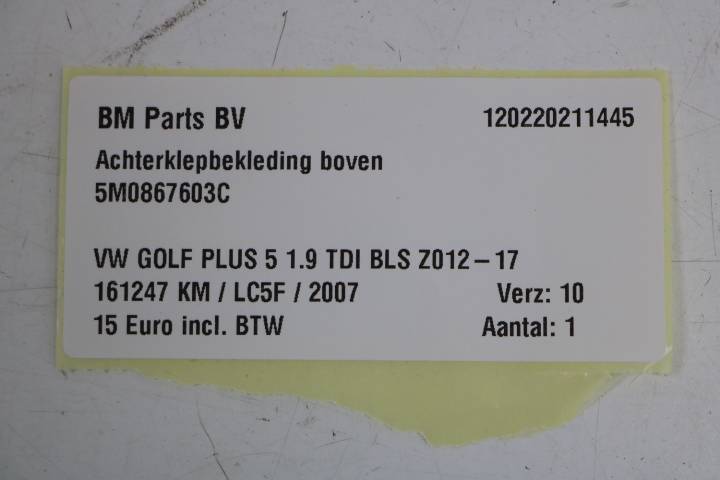 BM Parts BV 120220211445
Achterklepbekleding boven
5M0867603C
VW GOLF PLUS 5 1.9 TDI BLS Z012-17
161247 KM / LC5F / 2007 Verz: 10
15 Euro incl. BTW Aantal: 1